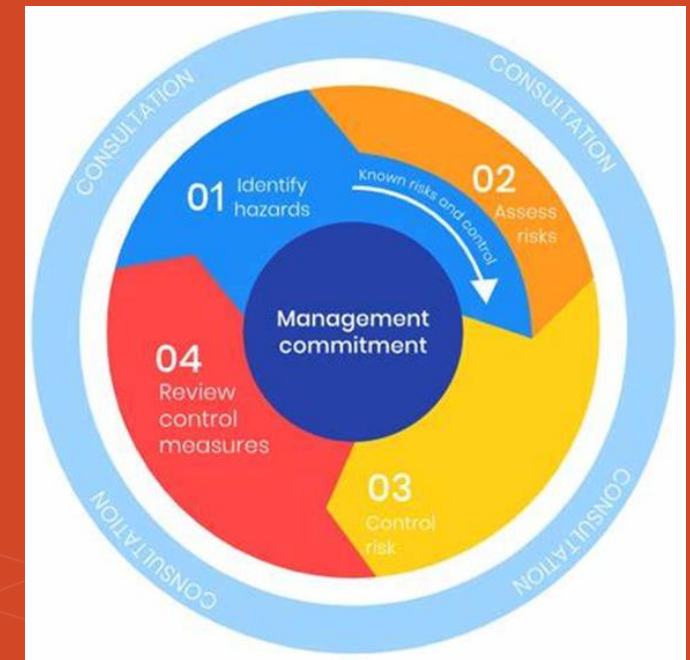 CONSULTATION
CONSULTATION
01 Identify
hazards
Known risks and control
02
Assess
risks
Management
commitment
04
Review
control
measures
03
Control
risk
CONSULTATION
CONSULTATION